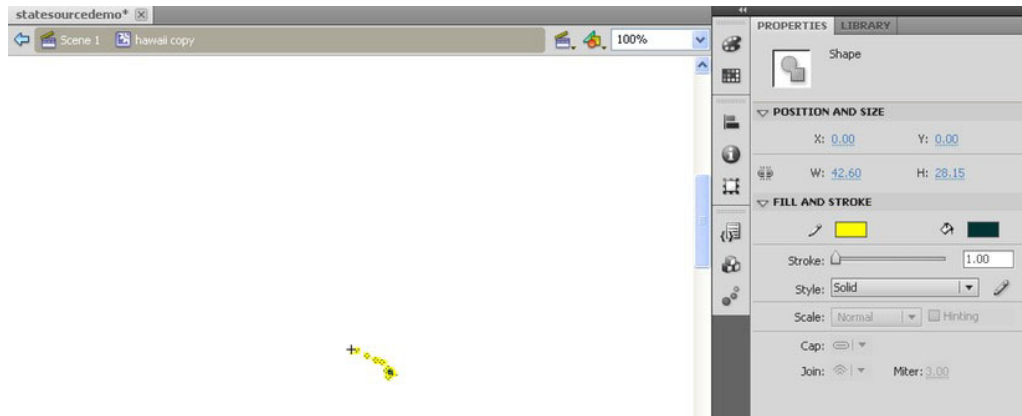 statesourcedemo*
Scene 1 hawaii copy 100%
PROPERTIES LIBRARY
Shape
POSITION AND SIZE
X: 0.00 Y: 0.00
W: 42.60 H: 28.15
FILL AND STROKE
Stroke: 1.00
Style: Solid
Scale: Normal Hinting
Cap:
Join: Miter: 3.00